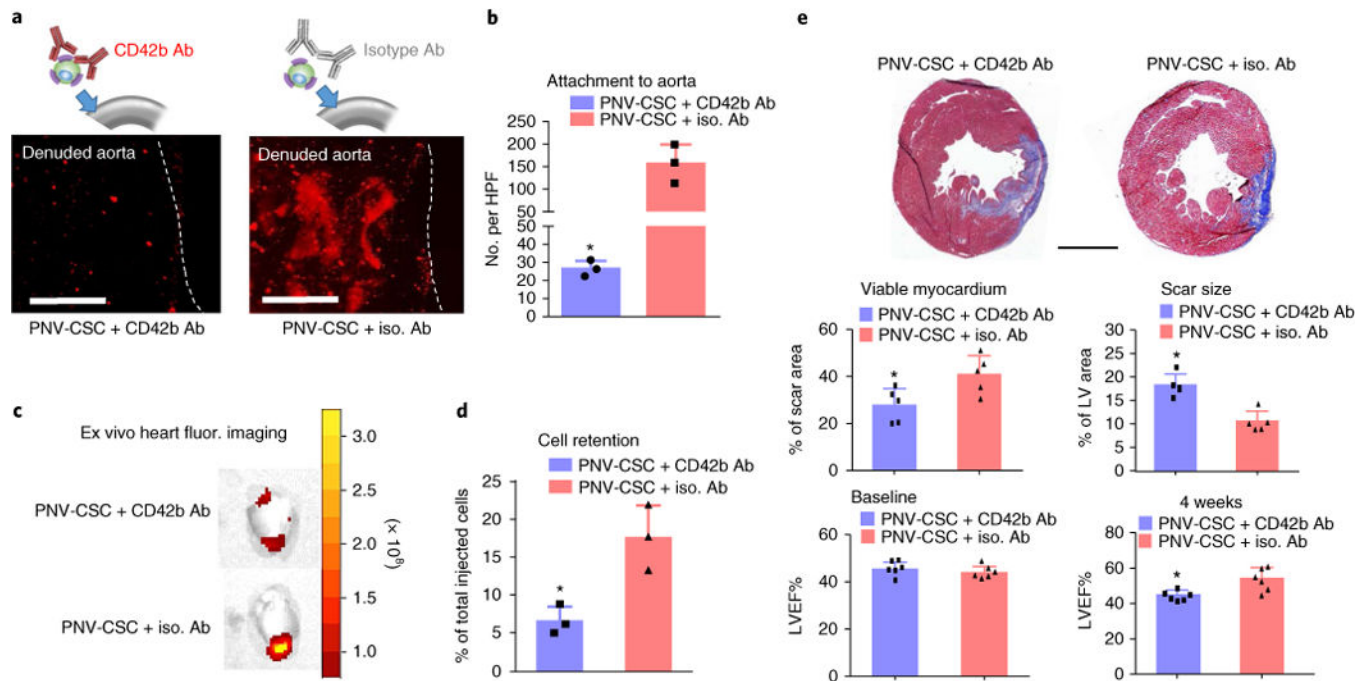 a
CD42b Ab
Isotype Ab
Denuded aorta
Denuded aorta
PNV-CSC + CD42b Ab
PNV-CSC + iso. Ab
b
Attachment to aorta
PNV-CSC + CD42b Ab
PNV-CSC + iso. Ab
No. per HPF
250
200
150
100
50
50
40
30
20
10
0
*
c
Ex vivo heart fluor. imaging
PNV-CSC + CD42b Ab
PNV-CSC + iso. Ab
3.0
2.5
2.0
1.5
1.0
(× 10⁸)
d
Cell retention
PNV-CSC + CD42b Ab
PNV-CSC + iso. Ab
% of total injected cells
25
20
15
10
5
0
*
e
PNV-CSC + CD42b Ab
PNV-CSC + iso. Ab
Viable myocardium
PNV-CSC + CD42b Ab
PNV-CSC + iso. Ab
% of scar area
60
40
20
0
*
Scar size
PNV-CSC + CD42b Ab
PNV-CSC + iso. Ab
% of LV area
30
25
20
15
10
5
0
*
Baseline
PNV-CSC + CD42b Ab
PNV-CSC + iso. Ab
LVEF%
60
40
20
0
4 weeks
PNV-CSC + CD42b Ab
PNV-CSC + iso. Ab
LVEF%
80
60
40
20
0
*